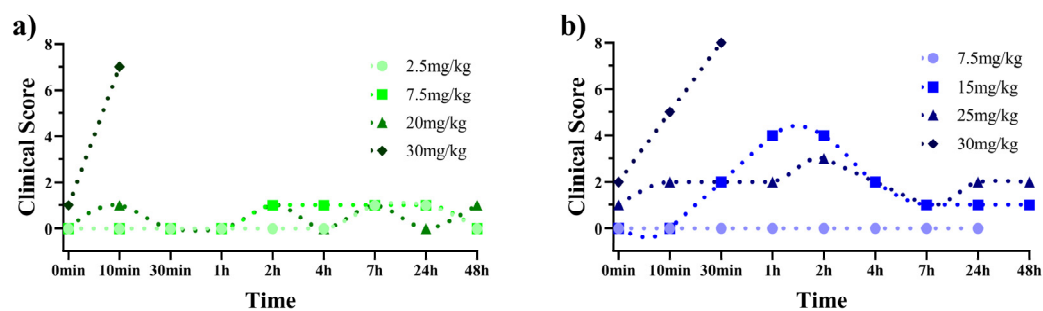 a)
Clinical Score
8
6
4
2
0
2.5mg/kg
7.5mg/kg
20mg/kg
30mg/kg
0min 10min 30min 1h 2h 4h 7h 24h 48h
Time
b)
Clinical Score
8
6
4
2
0
7.5mg/kg
15mg/kg
25mg/kg
30mg/kg
0min 10min 30min 1h 2h 4h 7h 24h 48h
Time